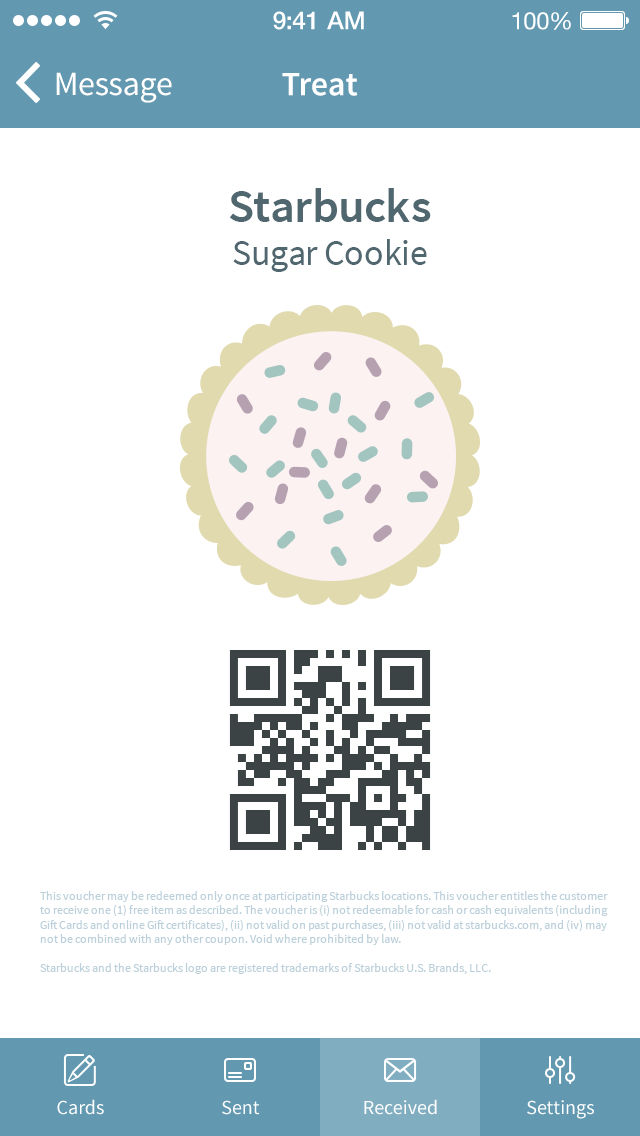 9:41 AM
100%
Message
Treat
Starbucks
Sugar Cookie
This voucher may be redeemed only once at participating Starbucks locations. This voucher entitles the customer
to receive one (1) free item as described. The voucher is (i) not redeemable for cash or cash equivalents (including
Gift Cards and online Gift certificates), (ii) not valid on past purchases, (iii) not valid at starbucks.com, and (iv) may
not be combined with any other coupon. Void where prohibited by law.
Starbucks and the Starbucks logo are registered trademarks of Starbucks U.S. Brands, LLC.
Cards
Sent
Received
Settings